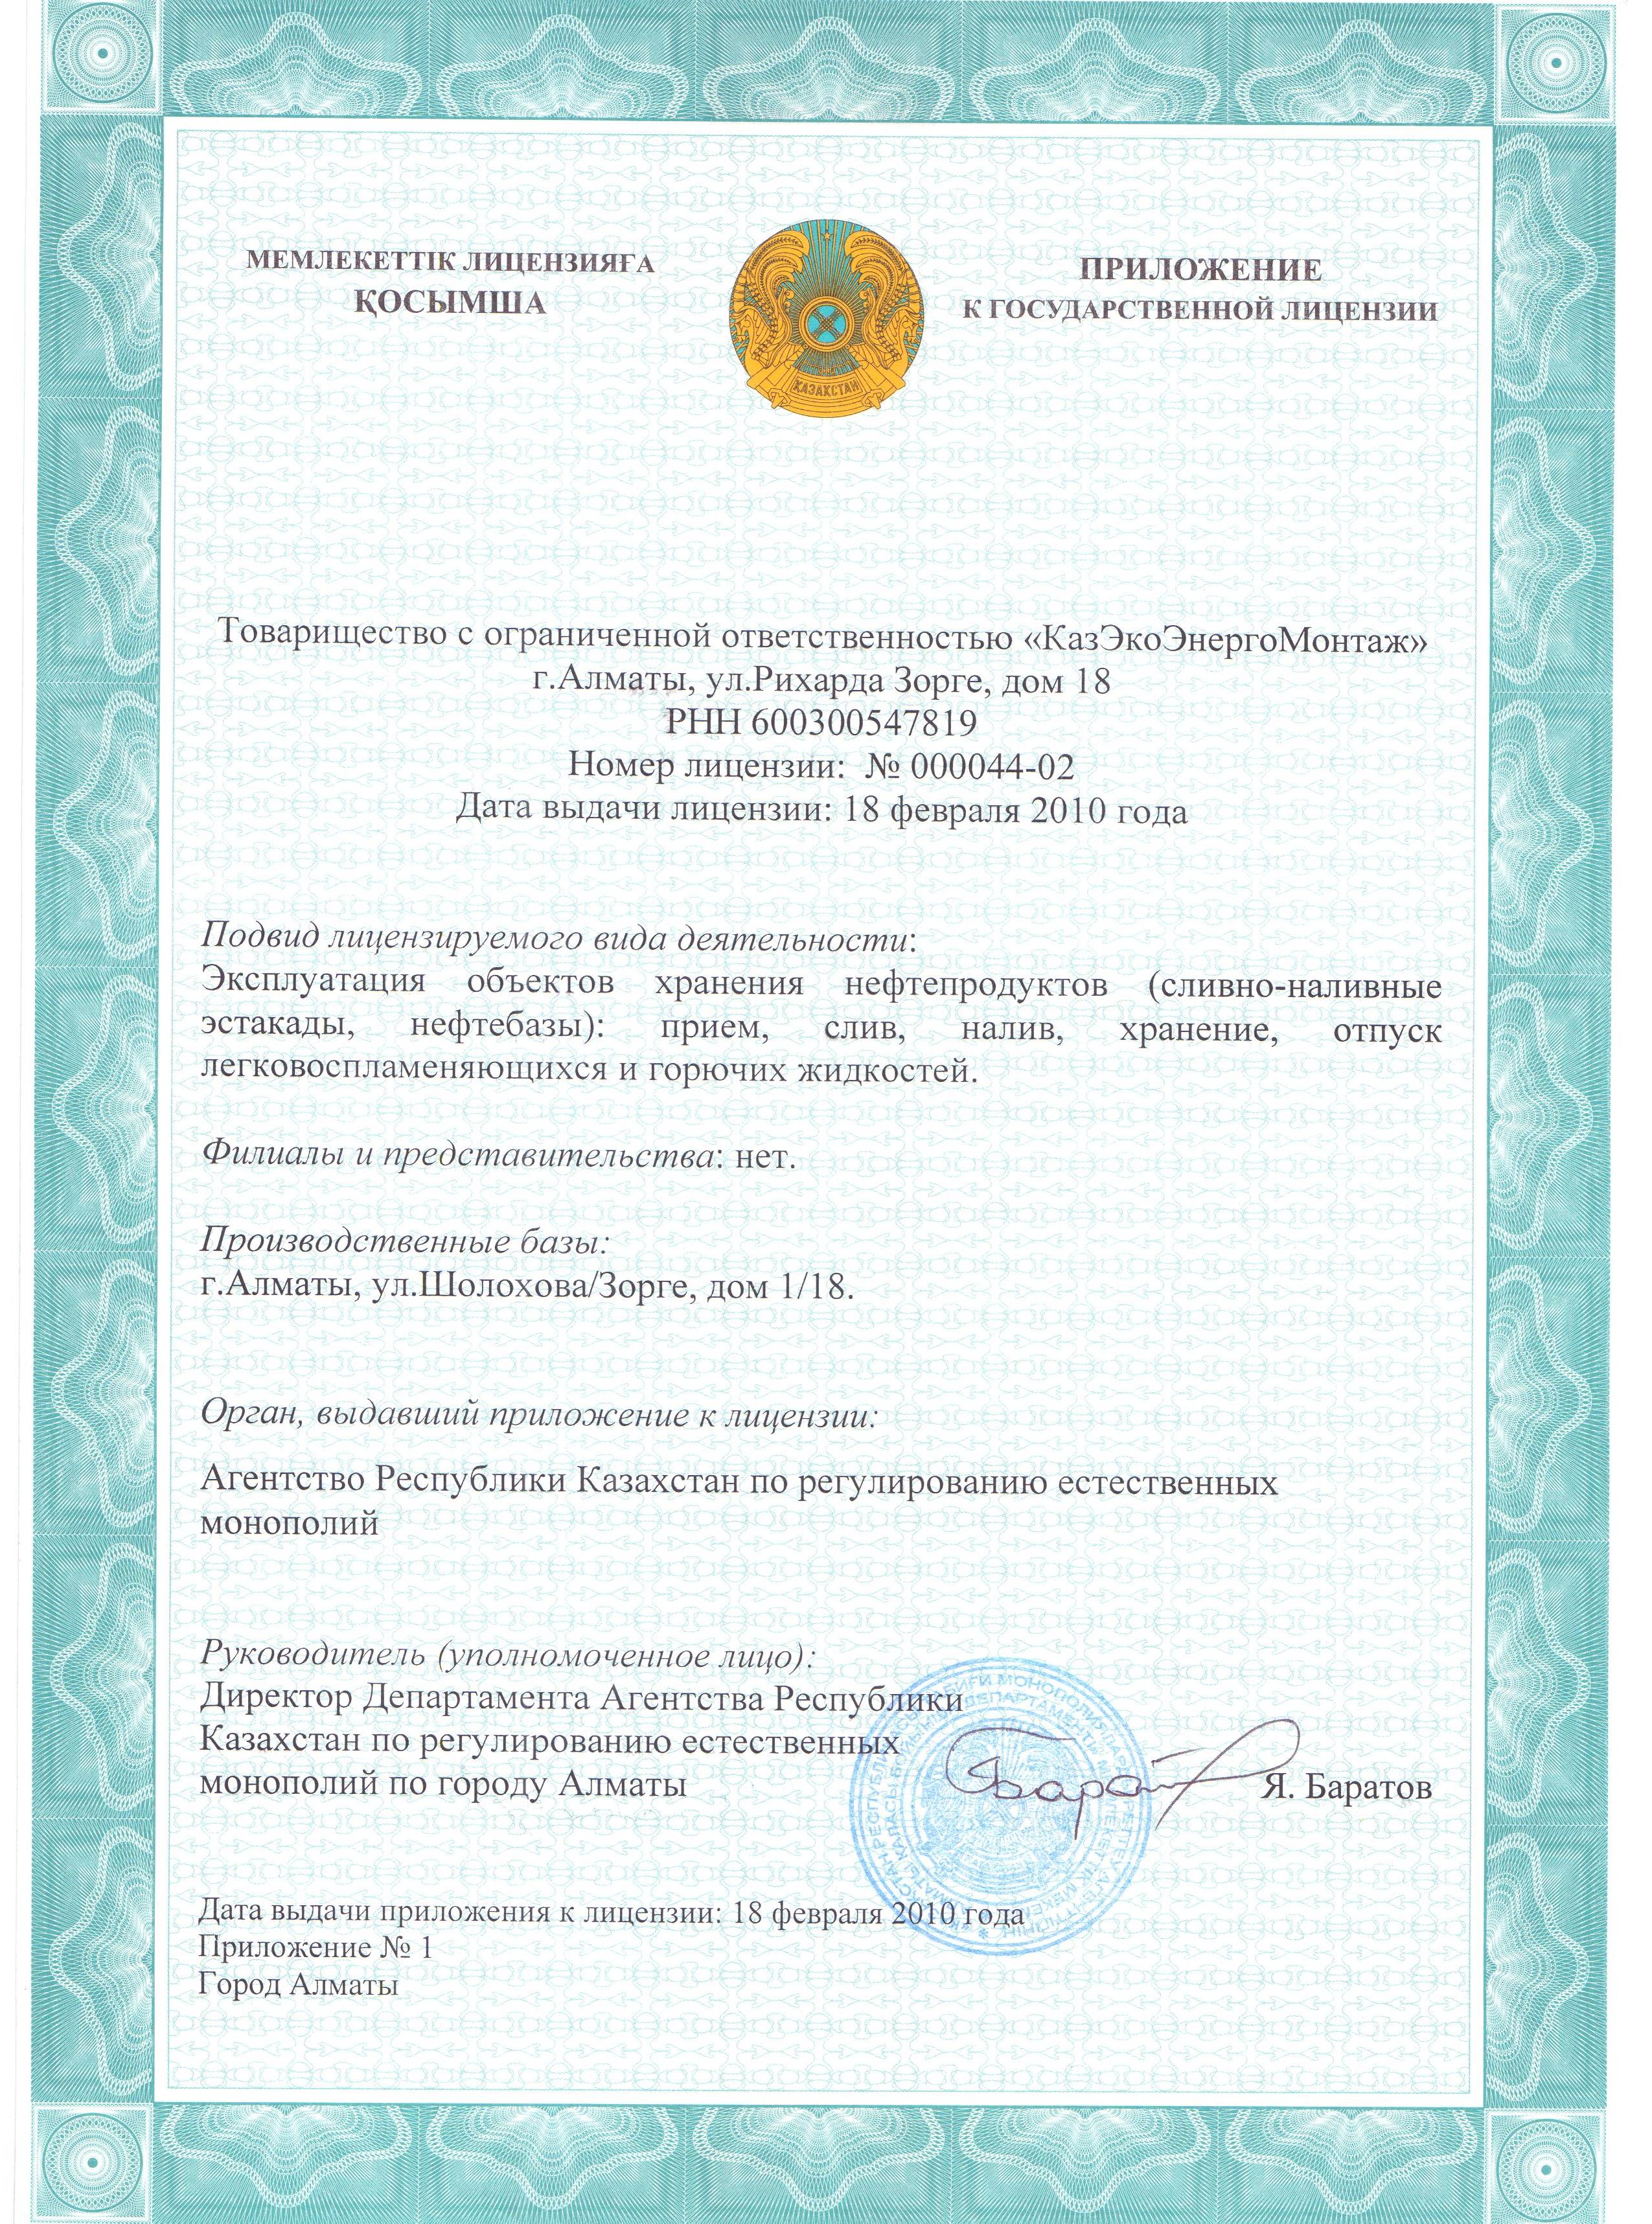 МЕМЛЕКЕТТІК ЛИЦЕНЗИЯҒА
ҚОСЫМША
ПРИЛОЖЕНИЕ
К ГОСУДАРСТВЕННОЙ ЛИЦЕНЗИИ
ҚАЗАҚСТАН
Товарищество с ограниченной ответственностью «КазЭкоЭнергоМонтаж»
г.Алматы, ул.Рихарда Зорге, дом 18
РНН 600300547819
Номер лицензии: № 000044-02
Дата выдачи лицензии: 18 февраля 2010 года
Подвид лицензируемого вида деятельности:
Эксплуатация объектов хранения нефтепродуктов (сливно-наливные
эстакады, нефтебазы): прием, слив, налив, хранение, отпуск
легковоспламеняющихся и горючих жидкостей.
Филиалы и представительства: нет.
Производственные базы:
г.Алматы, ул.Шолохова/Зорге, дом 1/18.
Орган, выдавший приложение к лицензии:
Агентство Республики Казахстан по регулированию естественных
монополий
Руководитель (уполномоченное лицо):
Директор Департамента Агентства Республики
Казахстан по регулированию естественных
монополий по городу Алматы
Я. Баратов
Дата выдачи приложения к лицензии: 18 февраля 2010 года
Приложение № 1
Город Алматы